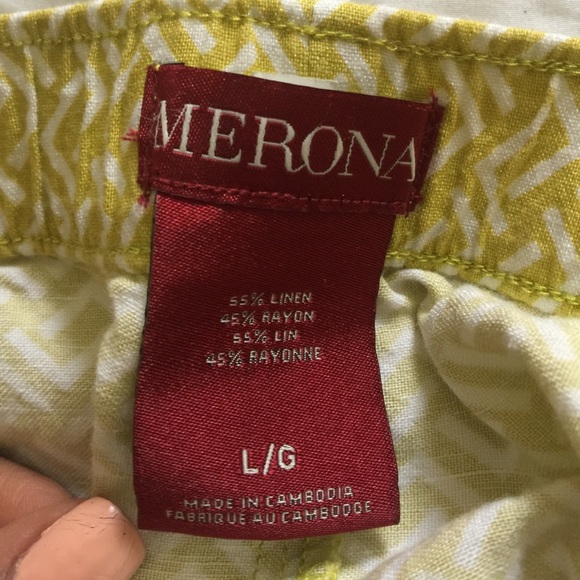 MERONA
55% LINEN
45% RAYON
55% LIN
45% RAYONNE
L/G
MADE IN CAMBODIA
FABRIQUE AU CAMBODGE